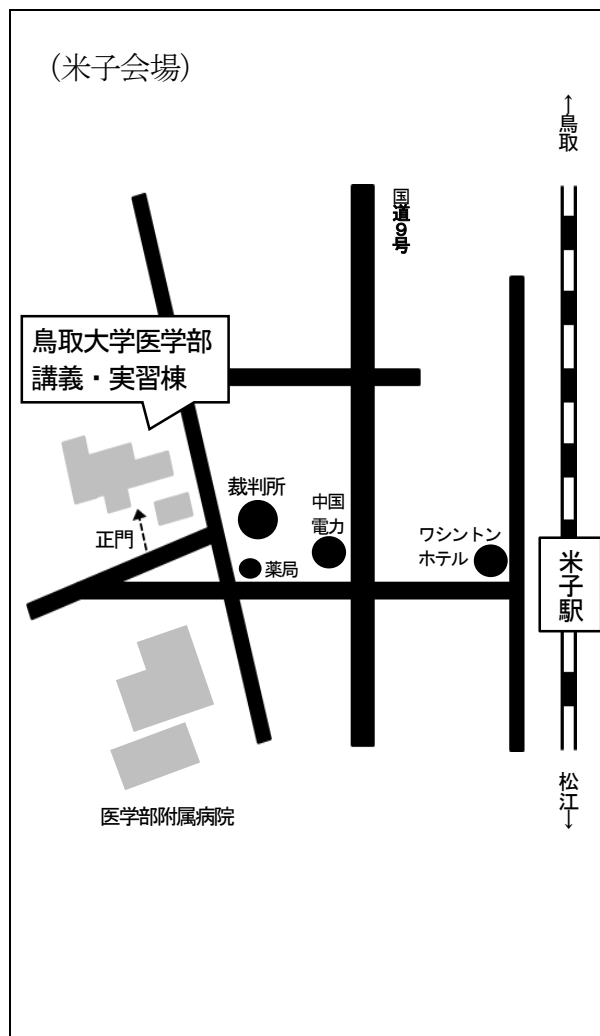 （米子会場）
←鳥取
国道９号
鳥取大学医学部
講義・実習棟
裁判所
中国
電力
ワシントン
ホテル
正門
薬局
米子駅
松江→
医学部附属病院